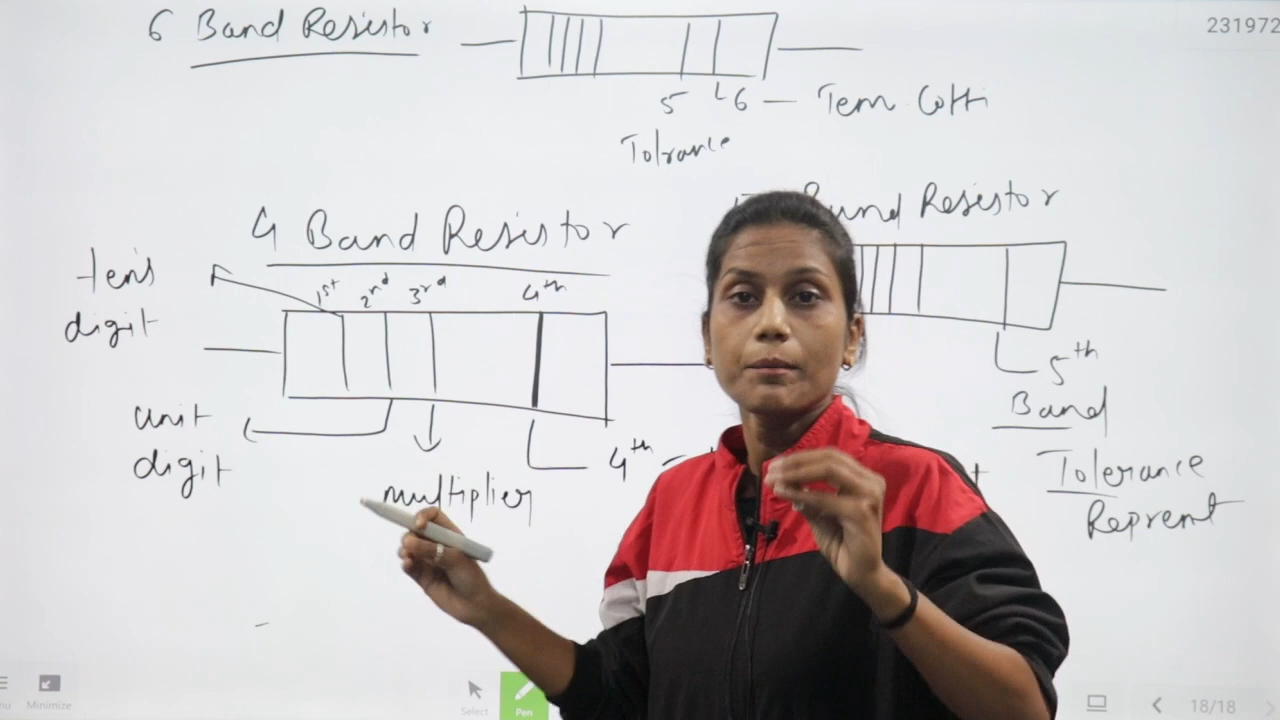 6 Band Resistor
231972
5 6 — Tem Coffi
Tolrance
4 Band Resistor
Band Resistor
ten's
digit
1st 2nd 3rd 4th
unit
digit
multiplier
4th
5th
Band
Tolerance
Reprent
Minimize
Select
Pen
18/18